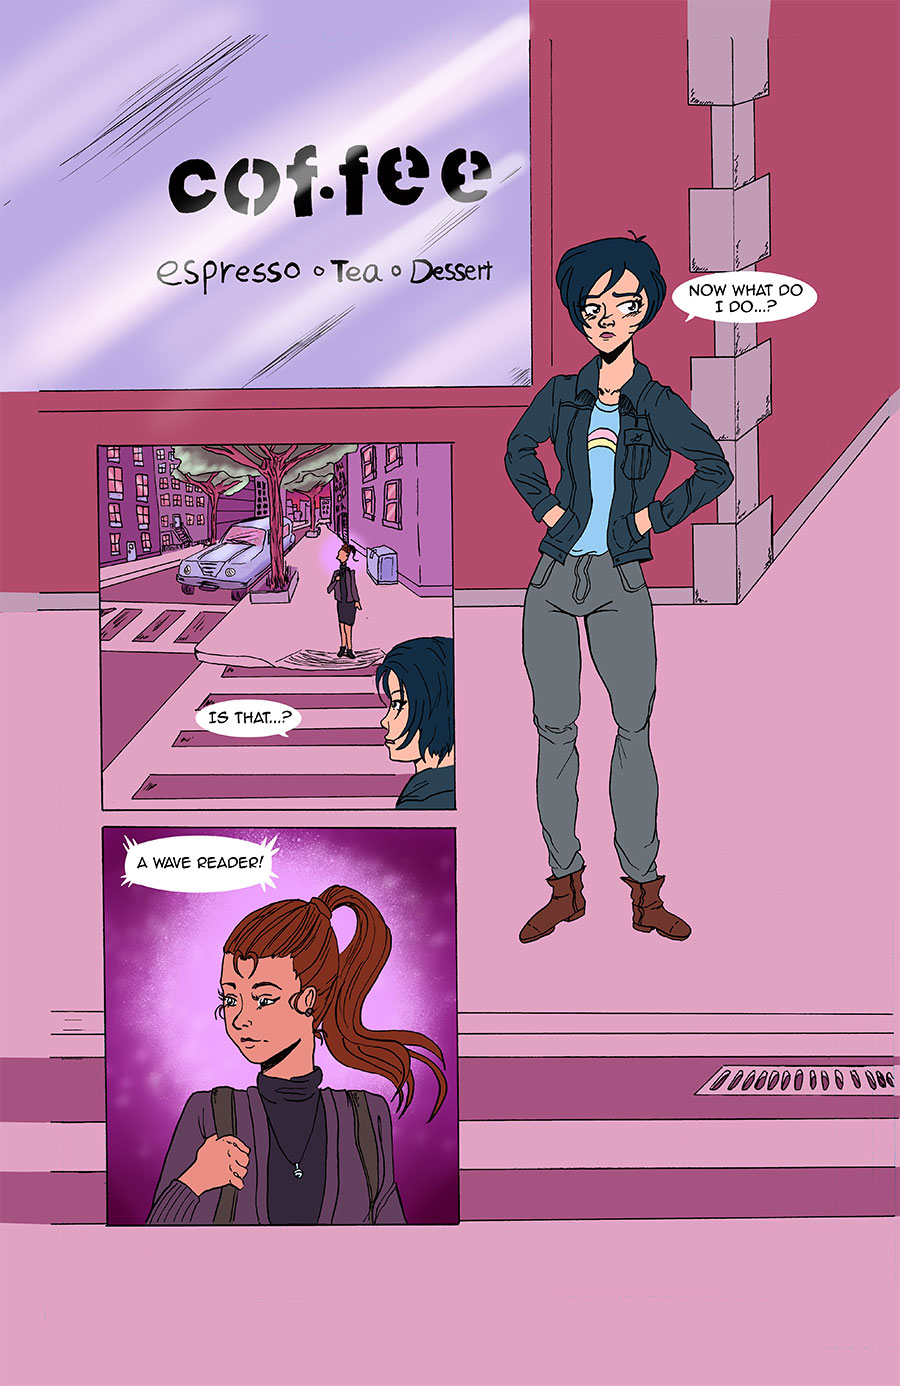 cof.fee
espresso o Tea o Dessert
NOW WHAT DO
I DO...?
IS THAT...?
A WAVE READER!